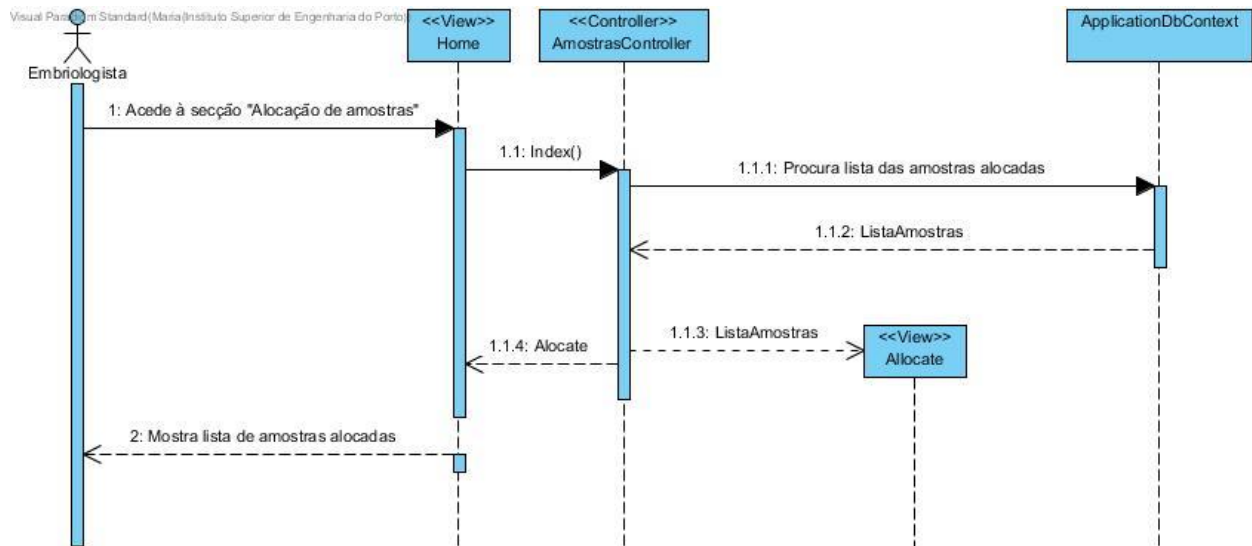 Visual Paradigm Standard(Maria(Instituto Superior de Engenharia do Porto))
<<View>>
Home
<<Controller>>
AmostrasController
ApplicationDbContext
Embriologista
1: Acede à secção "Alocação de amostras"
1.1: Index()
1.1.1: Procura lista das amostras alocadas
1.1.2: ListaAmostras
1.1.3: ListaAmostras
<<View>>
Allocate
1.1.4: Alocate
2: Mostra lista de amostras alocadas